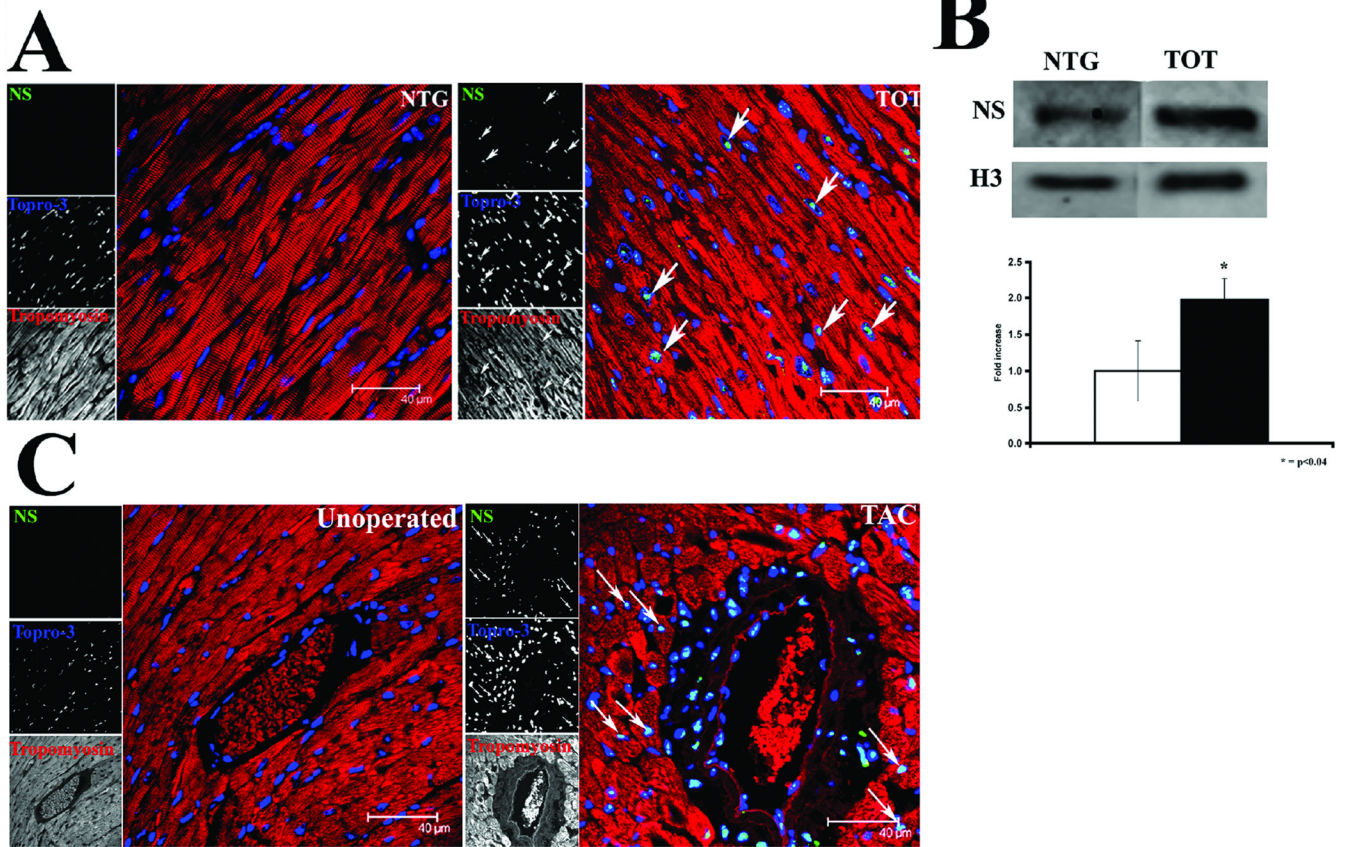 A
NS
NTG
Topro-3
Tropomyosin
40 µm
NS
TOT
Topro-3
Tropomyosin
40 µm
B
NTG TOT
NS
H3
2.5
2.0
1.5
1.0
0.5
0.0
Fold increase
*
* = p<0.04
C
NS
Unoperated
Topro-3
Tropomyosin
40 µm
NS
TAC
Topro-3
Tropomyosin
40 µm